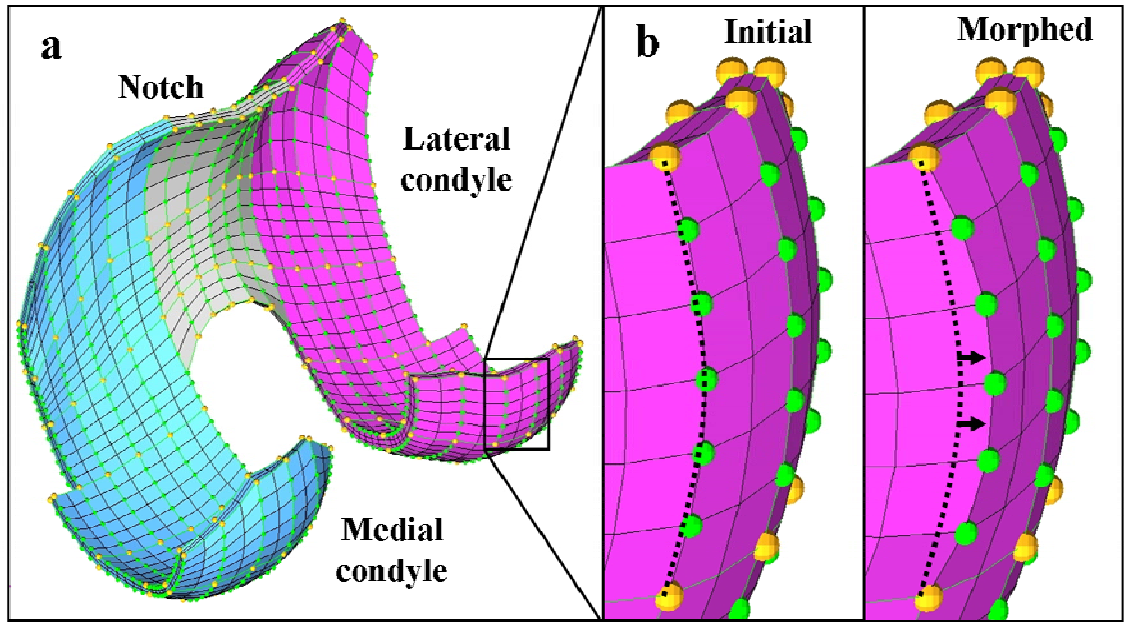 a
Notch
Lateral
condyle
Medial
condyle
b
Initial
Morphed